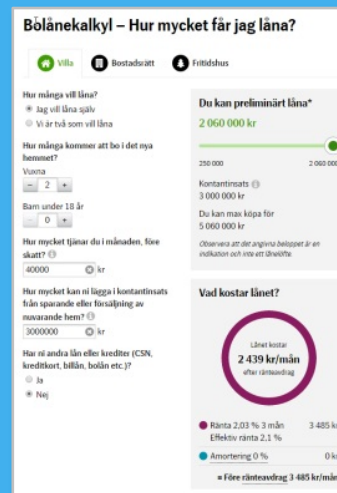 Bolånekalkyl – Hur mycket får jag låna?
Villa
Bostadsrätt
Fritidshus
Hur många vill låna?
Jag vill låna själv
Vi är två som vill låna
Hur många kommer att bo i det nya
hemmet?
Vuxna
– 2 +
Barn under 18 år
– 0 +
Hur mycket tjänar du i månaden, före
skatt?
40000 kr
Hur mycket kan ni lägga i kontantinsats
från sparande eller försäljning av
nuvarande hem?
3000000 kr
Har ni andra lån eller krediter (CSN,
kreditkort, billån, bolån etc.)?
Ja
Nej
Du kan preliminärt låna*
2 060 000 kr
250 000 2 060 000
Kontantinsats
3 000 000 kr
Du kan max köpa för
5 060 000 kr
Observera att det angivna beloppet är en
indikation och inte ett lånelöfte.
Vad kostar lånet?
Lånet kostar
2 439 kr/mån
efter ränteavdrag
Ränta 2,03 % 3 mån 3 485 kr
Effektiv ränta 2,1 %
Amortering 0 % 0 kr
= Före ränteavdrag 3 485 kr/mån